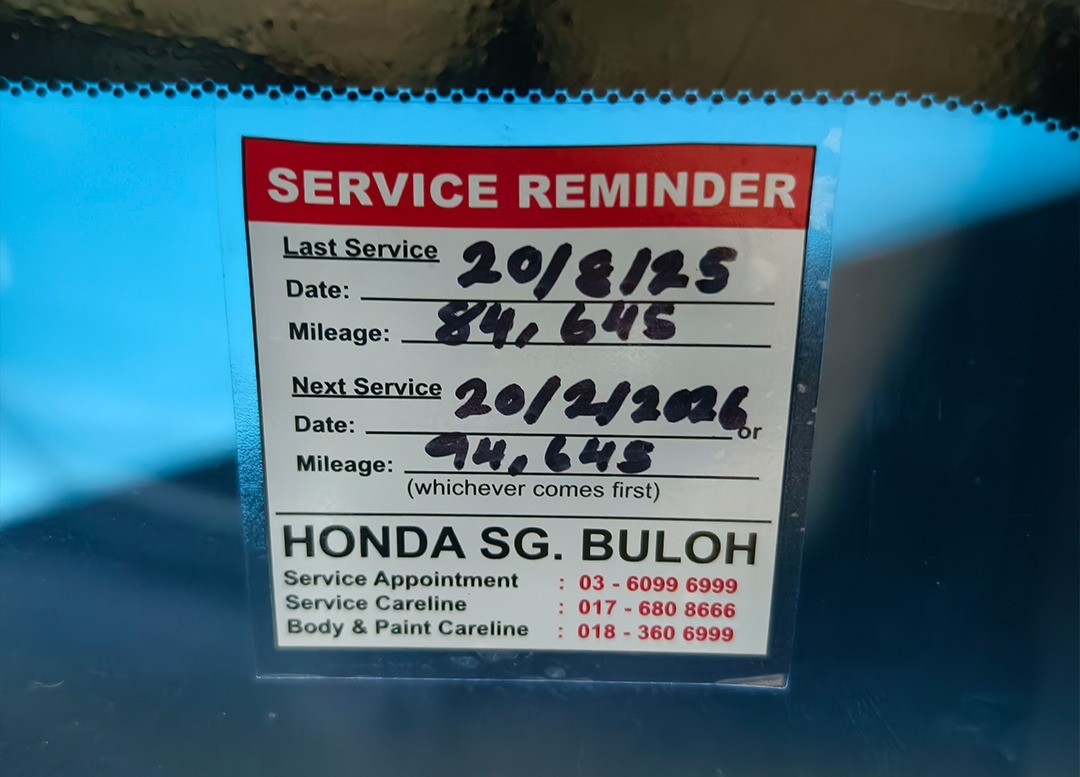 SERVICE REMINDER
Last Service
Date: 20/8/25
Mileage: 84,645
Next Service
Date: 20/2/2026 or
Mileage: 94,645
(whichever comes first)
HONDA SG. BULOH
Service Appointment : 03 - 6099 6999
Service Careline : 017 - 680 8666
Body & Paint Careline : 018 - 360 6999